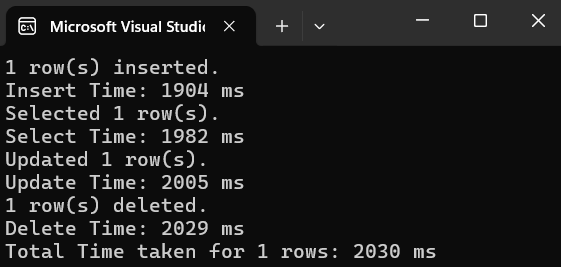 Microsoft Visual Studi
1 row(s) inserted.
Insert Time: 1904 ms
Selected 1 row(s).
Select Time: 1982 ms
Updated 1 row(s).
Update Time: 2005 ms
1 row(s) deleted.
Delete Time: 2029 ms
Total Time taken for 1 rows: 2030 ms